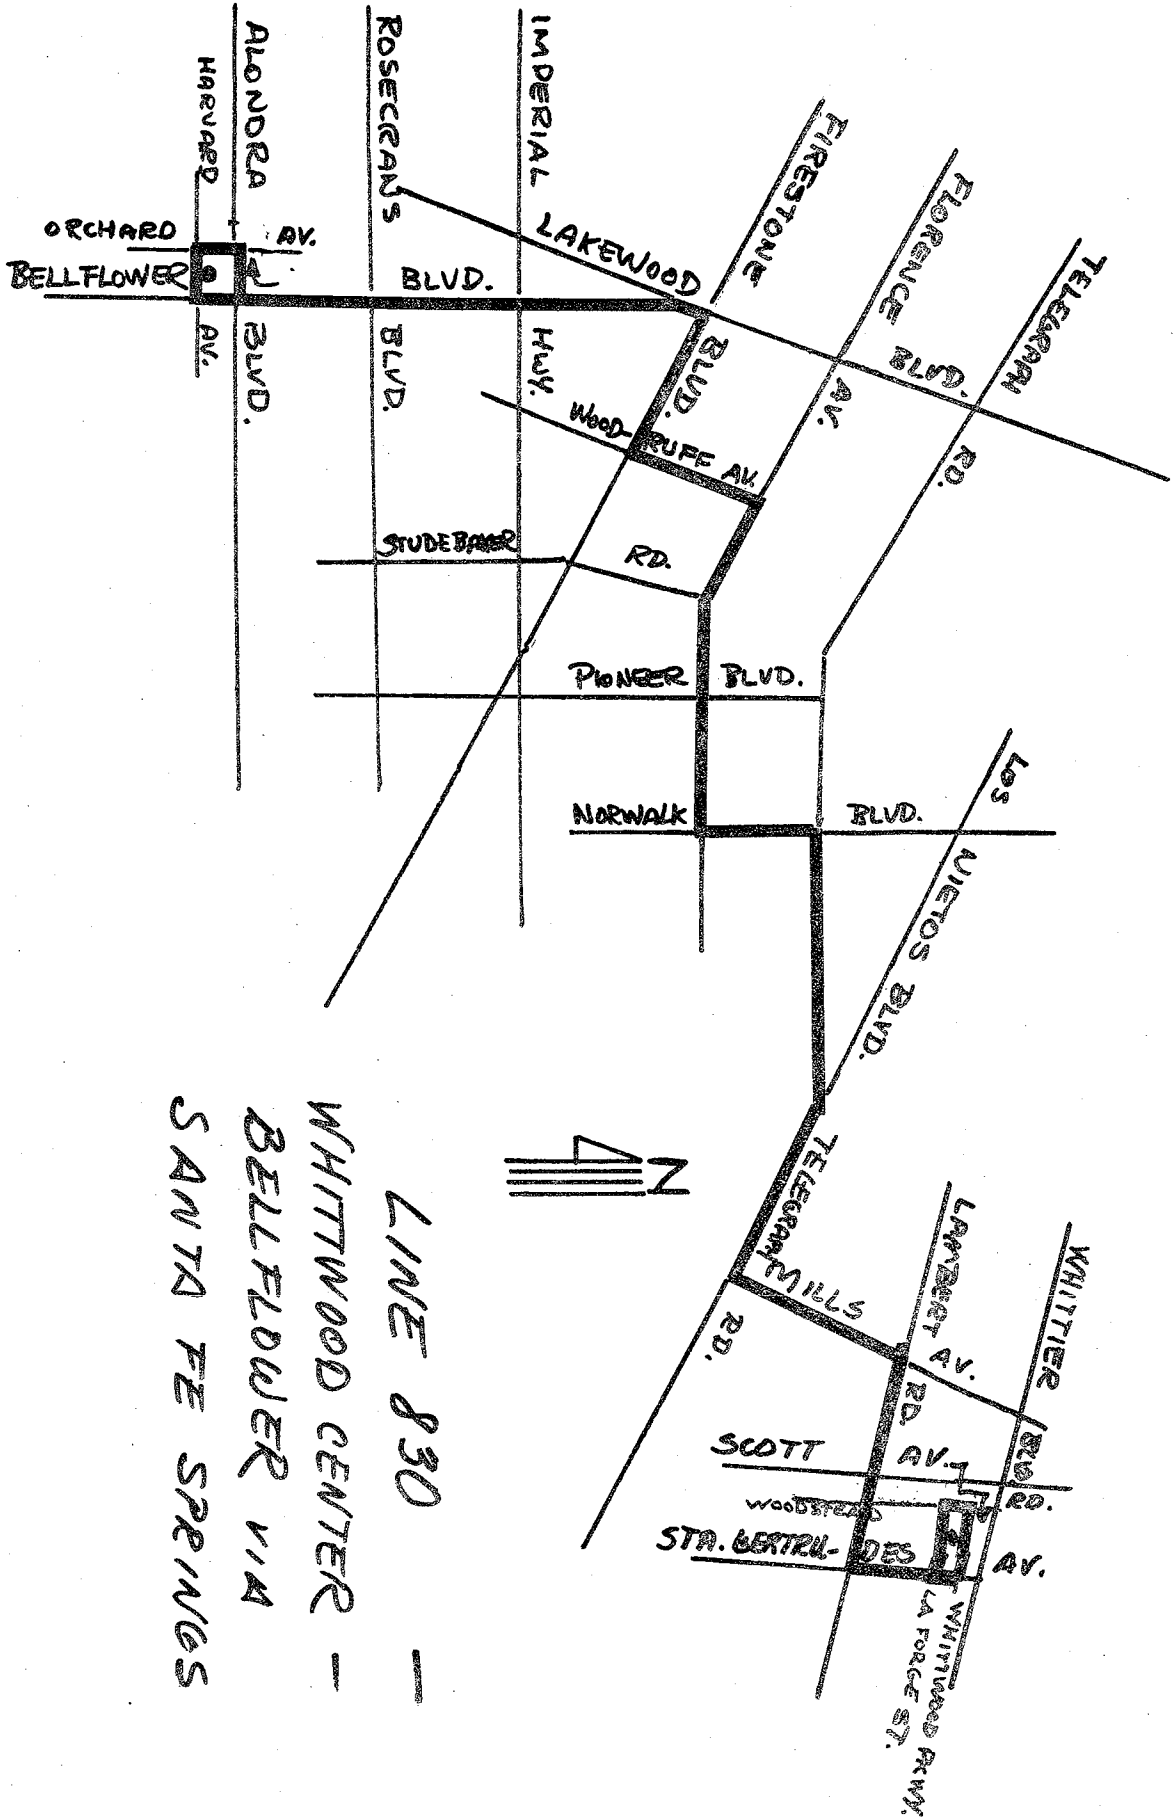 LINE 830 –
WHITTWOOD CENTER –
BELLFLOWER VIA
SANTA FE SPRINGS
N
IMPERIAL
HWY.
ROSECRANS
BLVD.
ALONDRA
BLVD.
HARVARD
AV.
ORCHARD AV.
BELLFLOWER BLVD.
LAKEWOOD BLVD.
FIRESTONE
BLVD.
FLORENCE
AV.
TELEGRAPH
RD.
WOOD-RUFF AV.
STUDEBAKER RD.
PIONEER BLVD.
NORWALK BLVD.
LOS NIETOS BLVD.
TELEGRAPH
RD.
MILLS AV.
LAMBERT
RD.
WHITTIER
BLVD.
SCOTT AV.
WOODSTEAD RD.
STA. GERTRU-DES AV.
WHITTWOOD PKWY.
LA FORGE ST.